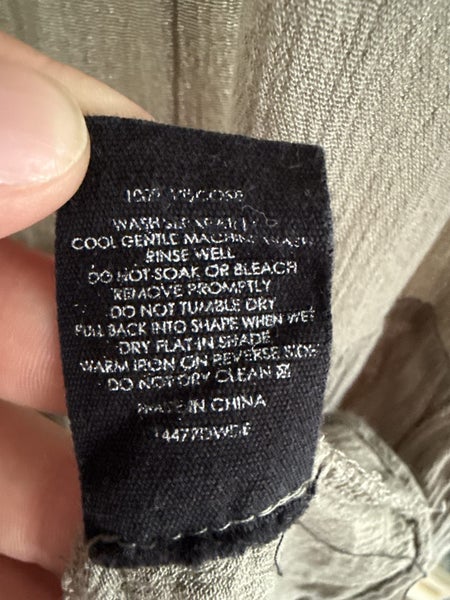 100% VISCOSE
WASH SEPARATELY
COOL GENTLE MACHINE WASH
RINSE WELL
DO NOT SOAK OR BLEACH
REMOVE PROMPTLY
DO NOT TUMBLE DRY
PULL BACK INTO SHAPE WHEN WET
DRY FLAT IN SHADE
WARM IRON ON REVERSE SIDE
DO NOT DRY CLEAN
MADE IN CHINA